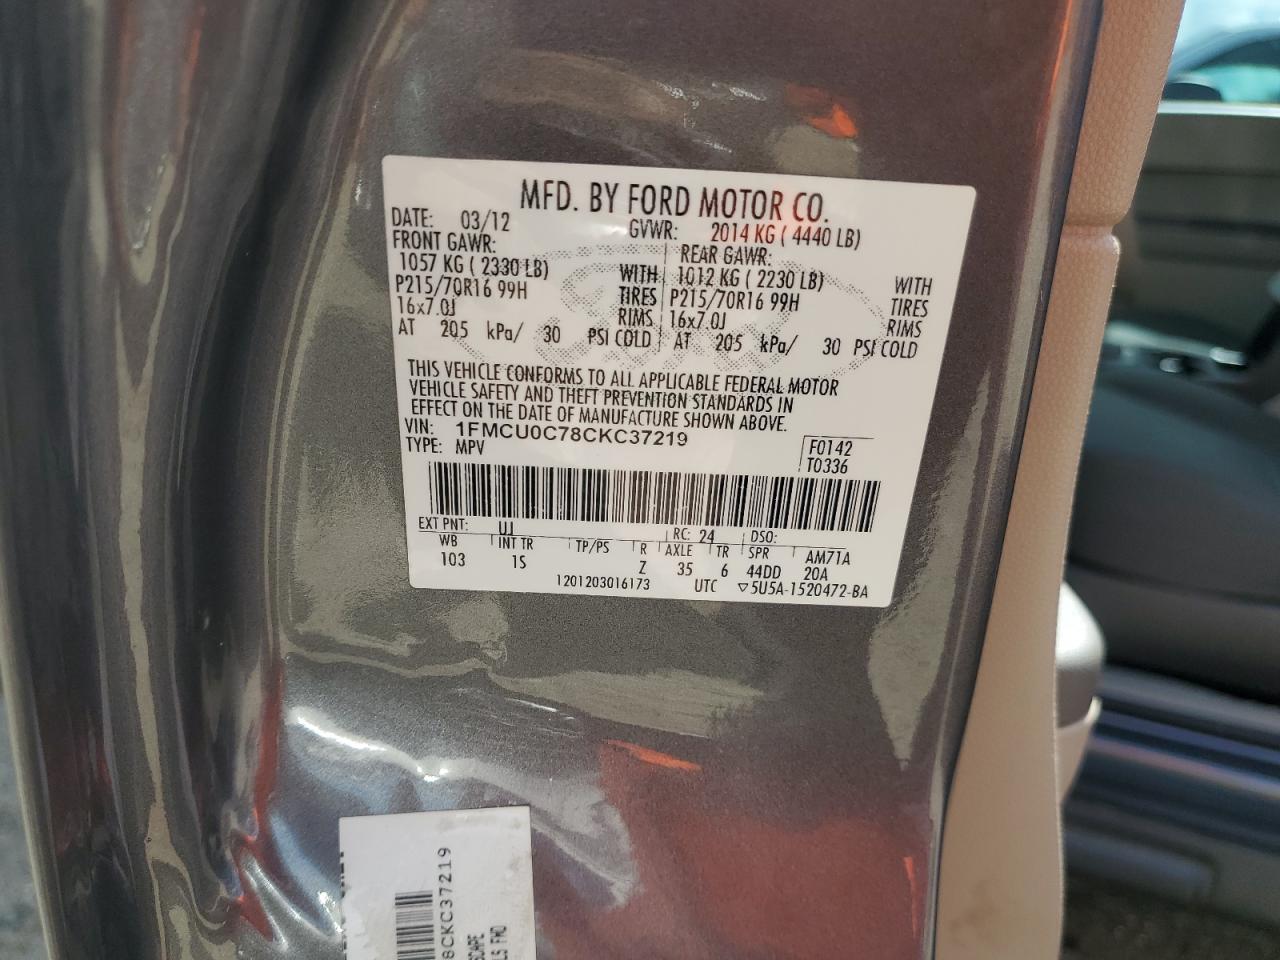 MFD. BY FORD MOTOR CO.
DATE: 03/12 GVWR: 2014 KG ( 4440 LB)
FRONT GAWR: REAR GAWR:
1057 KG ( 2330 LB) WITH 1012 KG ( 2230 LB) WITH
P215/70R16 99H TIRES P215/70R16 99H TIRES
16x7.0J RIMS 16x7.0J RIMS
AT 205 kPa/ 30 PSI COLD AT 205 kPa/ 30 PSI COLD
THIS VEHICLE CONFORMS TO ALL APPLICABLE FEDERAL MOTOR
VEHICLE SAFETY AND THEFT PREVENTION STANDARDS IN
EFFECT ON THE DATE OF MANUFACTURE SHOWN ABOVE.
VIN: 1FMCU0C78CKC37219
TYPE: MPV
F0142
T0336
EXT PNT: UJ RC: 24 DSO:
WB INT TR TP/PS R AXLE TR SPR AM71A
103 1S Z 35 6 44DD 20A
1201203016173 UTC ▽5U5A-1520472-BA
8CKC37219
SCAPE
LS FWD